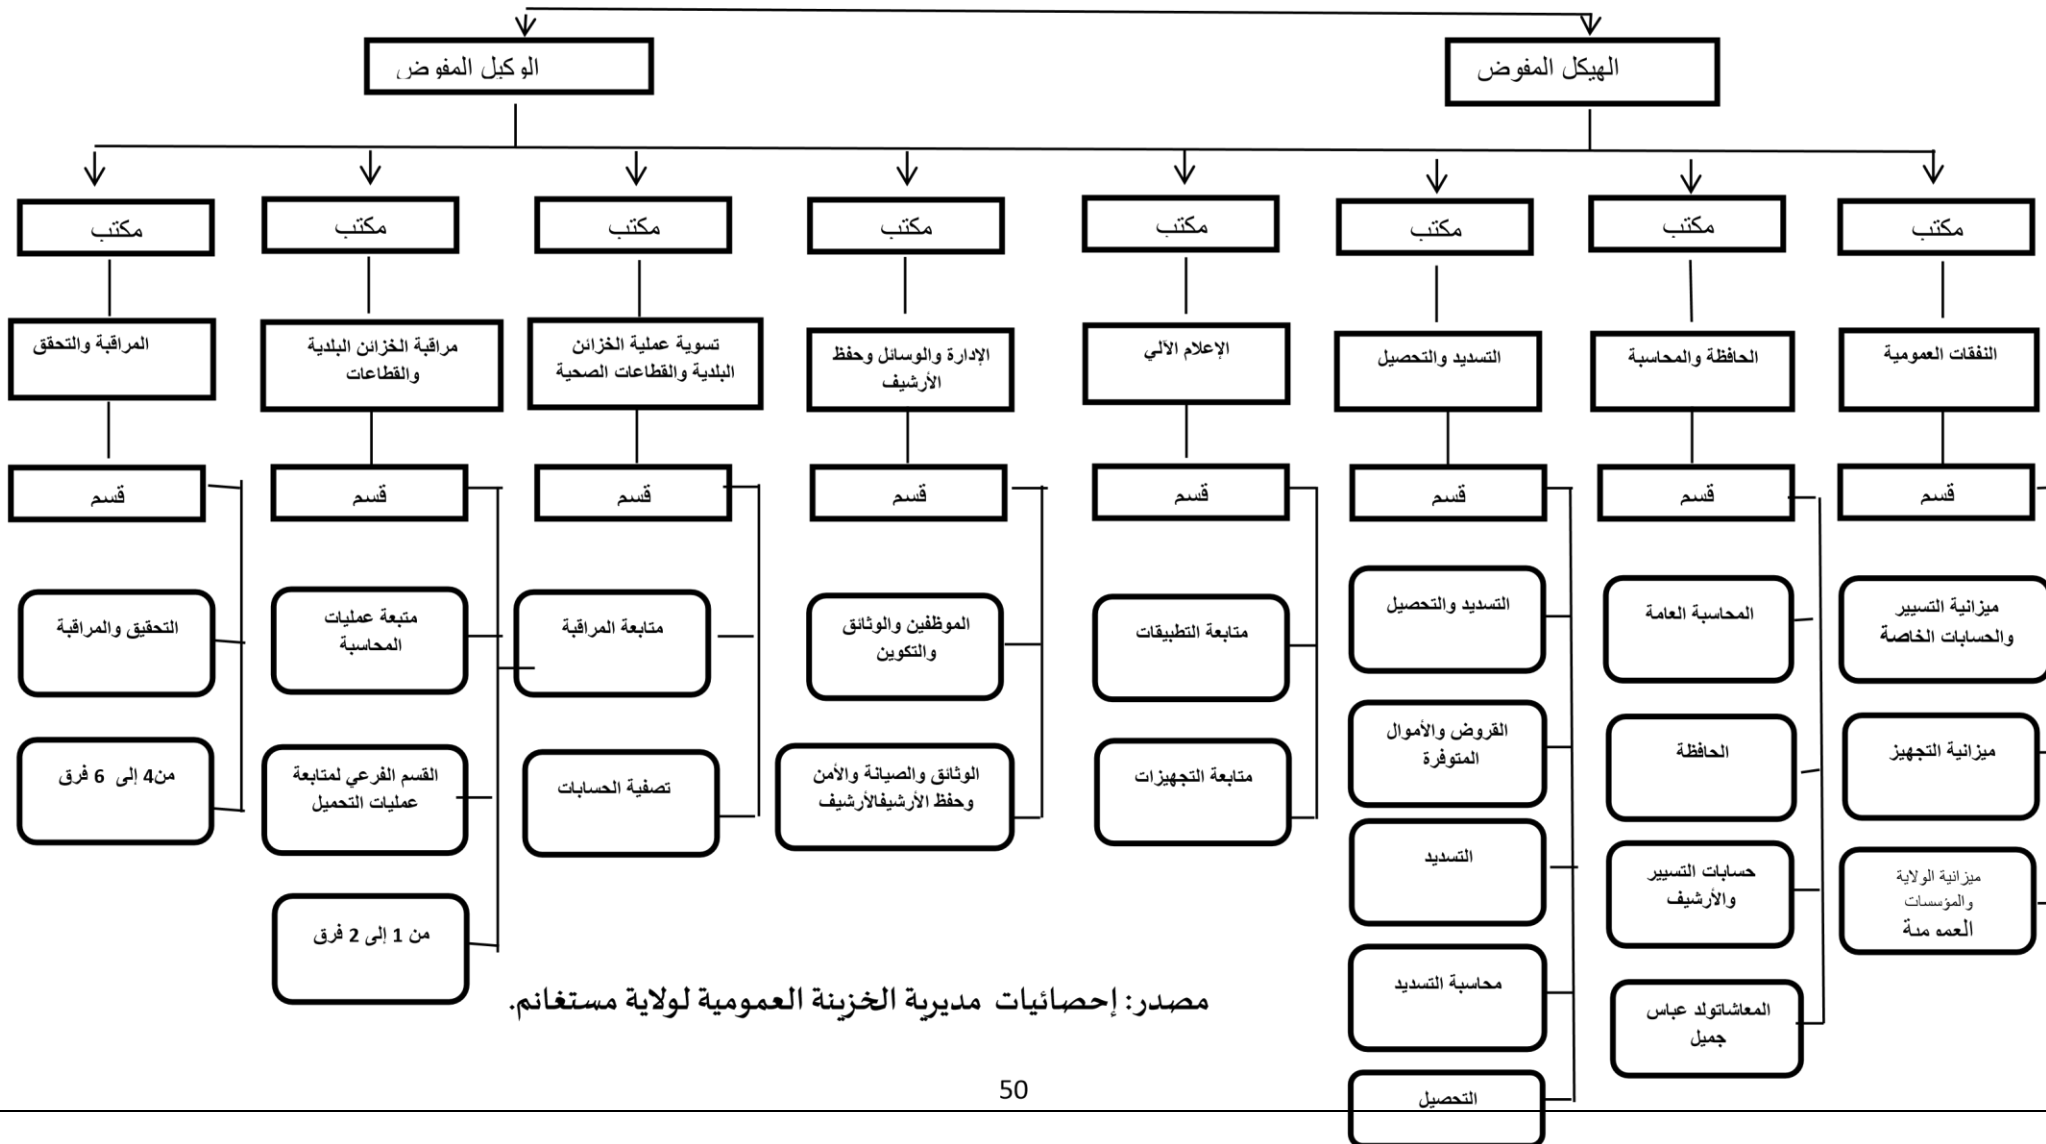 الهيكل المفوض
الوكيل المفوض
مكتب
مكتب
مكتب
مكتب
مكتب
مكتب
مكتب
مكتب
النفقات العمومية
الحافظة والمحاسبة
التسديد والتحصيل
الإعلام الآلي
الإدارة والوسائل وحفظ
الأرشيف
تسوية عملية الخزائن
البلدية والقطاعات الصحية
مراقبة الخزائن البلدية
والقطاعات
المراقبة والتحقق
قسم
قسم
قسم
قسم
قسم
قسم
قسم
قسم
ميزانية التسيير
والحسابات الخاصة
المحاسبة العامة
التسديد والتحصيل
متابعة التطبيقات
الموظفين والوثائق
والتكوين
متابعة المراقبة
متبعة عمليات
المحاسبة
التحقيق والمراقبة
ميزانية التجهيز
الحافظة
القروض والأموال
المتوفرة
متابعة التجهيزات
الوثائق والصيانة والأمن
وحفظ الأرشيفالأرشيف
تصفية الحسابات
القسم الفرعي لمتابعة
عمليات التحميل
من4 إلى 6 فرق
ميزانية الولاية
والمؤسسات
العمومية
حسابات التسيير
والأرشيف
التسديد
من 1 إلى 2 فرق
المعاشاتولد عباس
جميل
محاسبة التسديد
التحصيل
مصدر: إحصائيات مديرية الخزينة العمومية لولاية مستغانم.
50